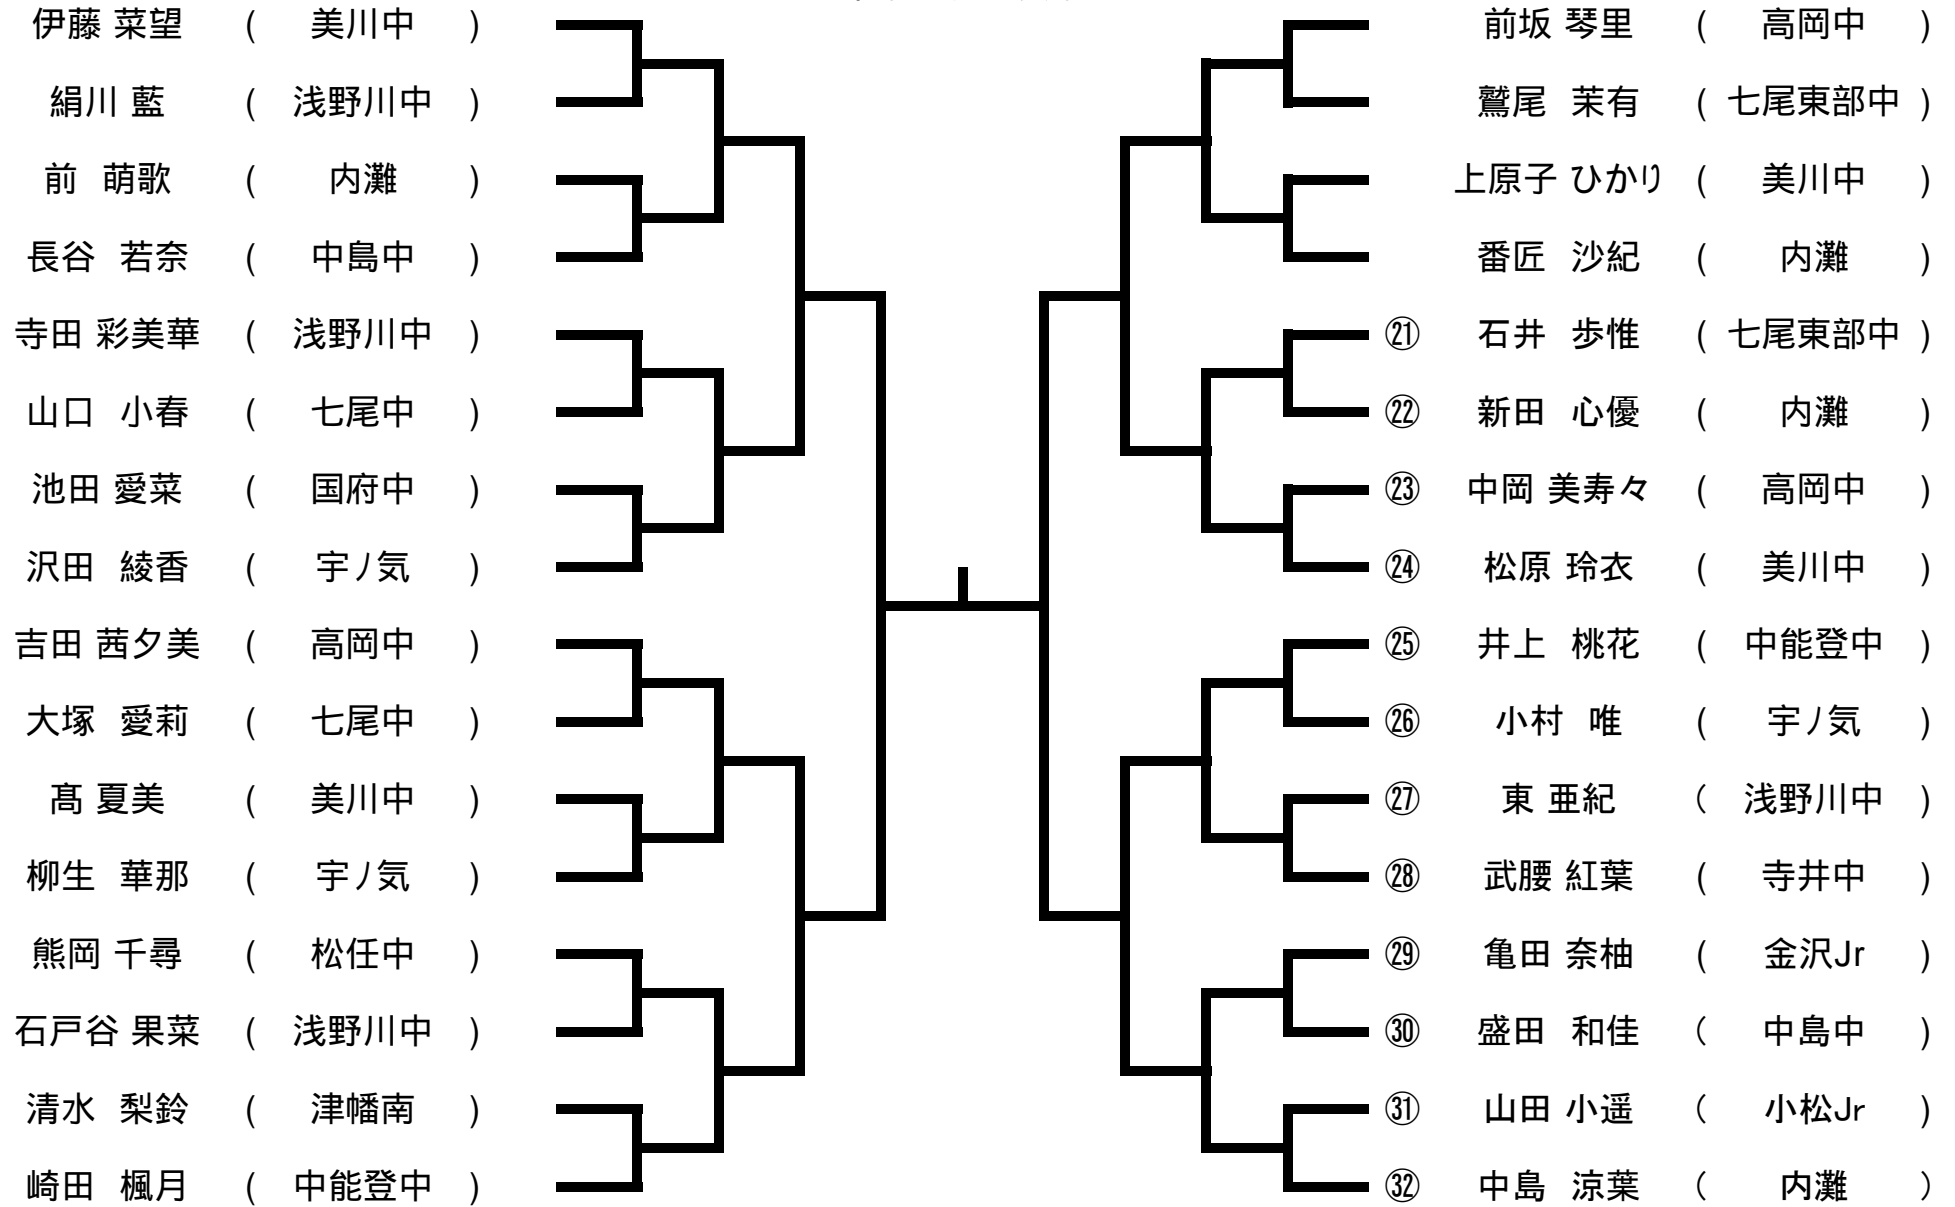 伊藤 菜望 ( 美川中 )
絹川 藍 ( 浅野川中 )
前 萌歌 ( 内灘 )
長谷 若奈 ( 中島中 )
寺田 彩美華 ( 浅野川中 )
山口 小春 ( 七尾中 )
池田 愛菜 ( 国府中 )
沢田 綾香 ( 宇ノ気 )
吉田 茜夕美 ( 高岡中 )
大塚 愛莉 ( 七尾中 )
髙 夏美 ( 美川中 )
柳生 華那 ( 宇ノ気 )
熊岡 千尋 ( 松任中 )
石戸谷 果菜 ( 浅野川中 )
清水 梨鈴 ( 津幡南 )
崎田 楓月 ( 中能登中 )
前坂 琴里 ( 高岡中 )
鷲尾 茉有 ( 七尾東部中 )
上原子 ひかり ( 美川中 )
番匠 沙紀 ( 内灘 )
㉑ 石井 歩惟 ( 七尾東部中 )
㉒ 新田 心優 ( 内灘 )
㉓ 中岡 美寿々 ( 高岡中 )
㉔ 松原 玲衣 ( 美川中 )
㉕ 井上 桃花 ( 中能登中 )
㉖ 小村 唯 ( 宇ノ気 )
㉗ 東 亜紀 ( 浅野川中 )
㉘ 武腰 紅葉 ( 寺井中 )
㉙ 亀田 奈柚 ( 金沢Jr )
㉚ 盛田 和佳 ( 中島中 )
㉛ 山田 小遥 ( 小松Jr )
㉜ 中島 涼葉 ( 内灘 )